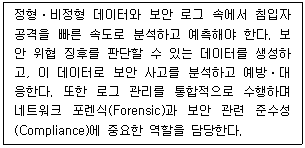 정형·비정형 데이터와 보안 로그 속에서 침입자
공격을 빠른 속도로 분석하고 예측해야 한다. 보
안 위협 징후를 판단할 수 있는 데이터를 생성하
고, 이 데이터로 보안 사고를 분석하고 예방·대
응한다. 또한 로그 관리를 통합적으로 수행하며
네트워크 포렌식(Forensic)과 보안 관련 준수성
(Compliance)에 중요한 역할을 담당한다.